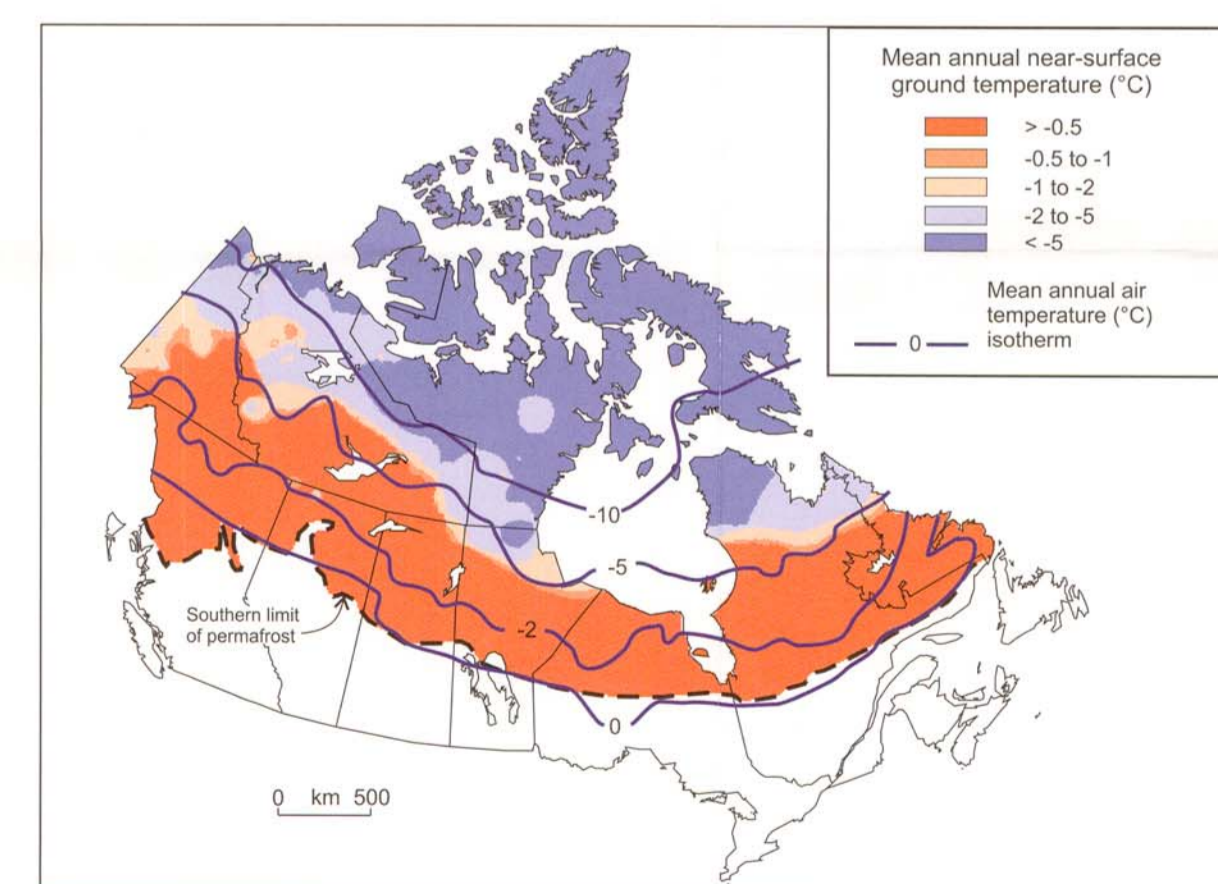 Mean annual near-surface
ground temperature (°C)
> -0.5
-0.5 to -1
-1 to -2
-2 to -5
< -5
Mean annual air
temperature (°C)
isotherm
0
-10
-5
-2
0
Southern limit
of permafrost
0 km 500